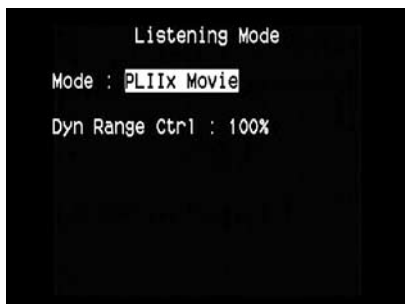 Listening Mode
Mode : PLIIx Movie
Dyn Range Ctrl : 100%